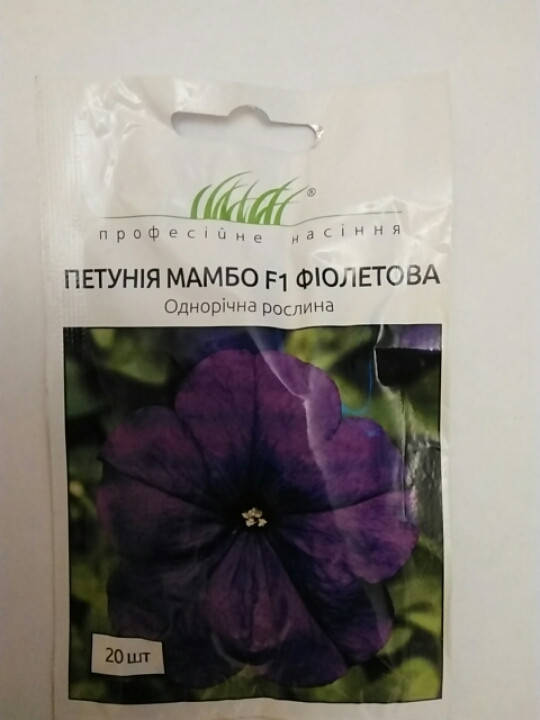 ®
професійне насіння
ПЕТУНІЯ МАМБО F1 ФІОЛЕТОВА
Однорічна рослина
20 шт